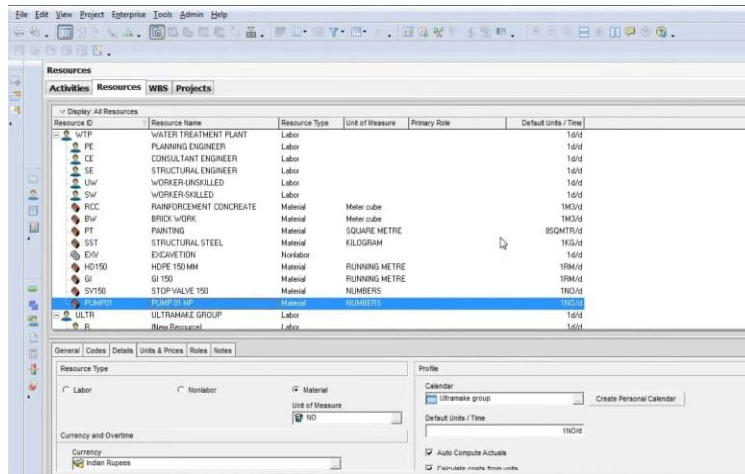 File Edit View Project Enterprise Tools Admin Help
Resources
Activities Resources WBS Projects
Display: All Resources
Resource ID Resource Name Resource Type Unit of Measure Primary Role Default Units / Time
WTP WATER TREATMENT PLANT Labor 1d/d
PE PLANNING ENGINEER Labor 1d/d
CE CONSULTANT ENGINEER Labor 1d/d
SE STRUCTURAL ENGINEER Labor 1d/d
UW WORKER-UNSKILLED Labor 1d/d
SW WORKER-SKILLED Labor 1d/d
RCC RAINFORCEMENT CONCREATE Material Meter cube 1M3/d
BW BRICK WORK Material Meter cube 1M3/d
PT PAINTING Material SQUARE METRE 8SQMTR/d
SST STRUCTURAL STEEL Material KILOGRAM 1KG/d
EXV EXCAVETION Nonlabor 1d/d
HD150 HDPE 150 MM Material RUNNING METRE 1RM/d
GI GI 150 Material RUNNING METRE 1RM/d
SV150 STOP VALVE 150 Material NUMBERS 1NO/d
PUMP01 PUMP 01 HP Material NUMBERS 1NO/d
ULTR ULTRAMAKE GROUP Labor 1d/d
R (New Resource) Labor 1d/d
General Codes Details Units & Prices Roles Notes
Resource Type Profile
Labor Nonlabor Material
Calendar
Ultramake group Create Personal Calendar
Unit of Measure
NO
Default Units / Time
1NO/d
Currency and Overtime
Currency
Indian Rupees
Auto Compute Actuals
Calculate costs from units